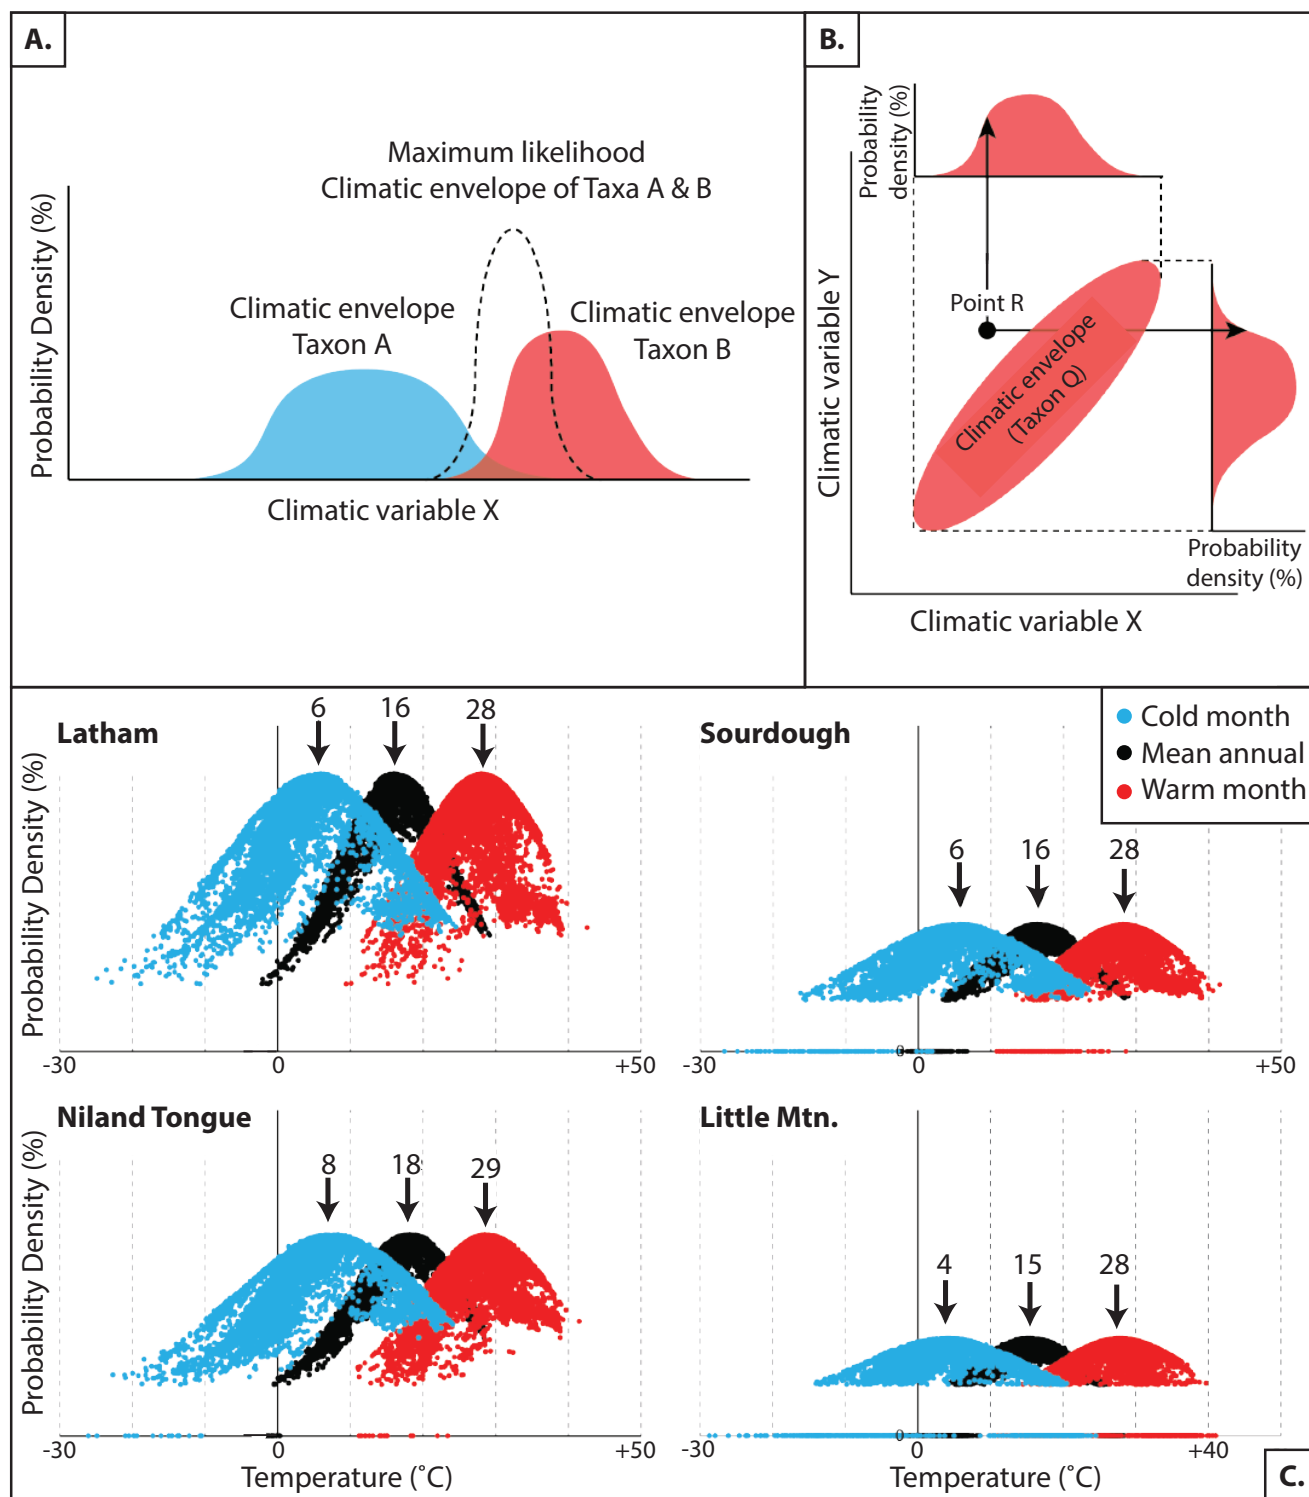 A.
Maximum likelihood
Climatic envelope of Taxa A & B
Climatic envelope
Taxon A
Climatic envelope
Taxon B
Probability Density (%)
Climatic variable X
B.
Probability
density (%)
Point R
Climatic envelope
(Taxon Q)
Climatic variable Y
Probability
density (%)
Climatic variable X
Latham
6
16
28
Probability Density (%)
-30
0
+50
Sourdough
Cold month
Mean annual
Warm month
6
16
28
0
-30
0
+50
Niland Tongue
8
18
29
Probability Density (%)
-30
0
+50
Temperature (˚C)
Little Mtn.
4
15
28
0
-30
0
+40
Temperature (˚C)
C.